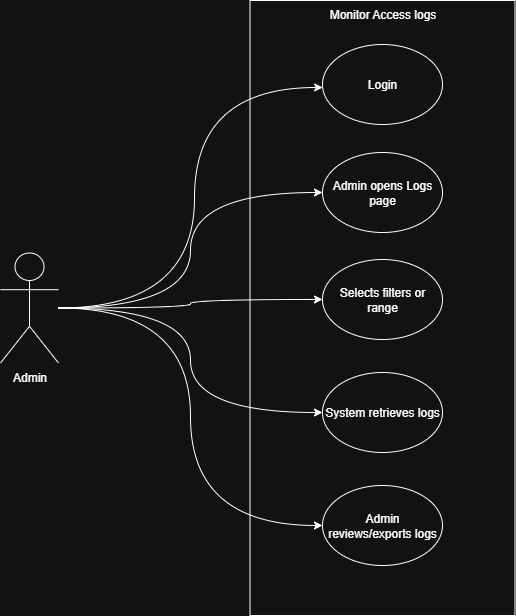 Monitor Access logs
Login
Admin opens Logs
page
Selects filters or
range
Admin
System retrieves logs
Admin
reviews/exports logs